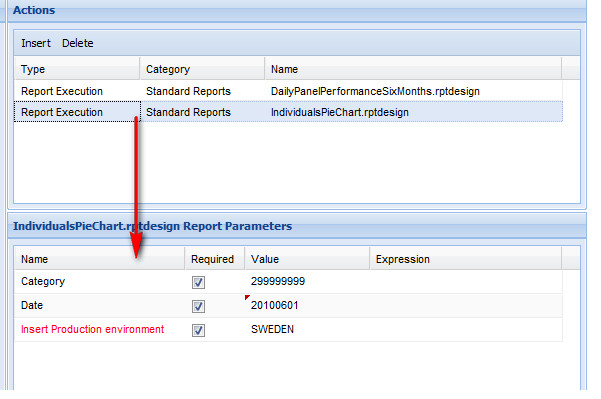 Actions
Insert Delete
Type Category Name
Report Execution Standard Reports DailyPanelPerformanceSixMonths.rptdesign
Report Execution Standard Reports IndividualsPieChart.rptdesign
IndividualsPieChart.rptdesign Report Parameters
Name Required Value Expression
Category 299999999
Date 20100601
Insert Production environment SWEDEN